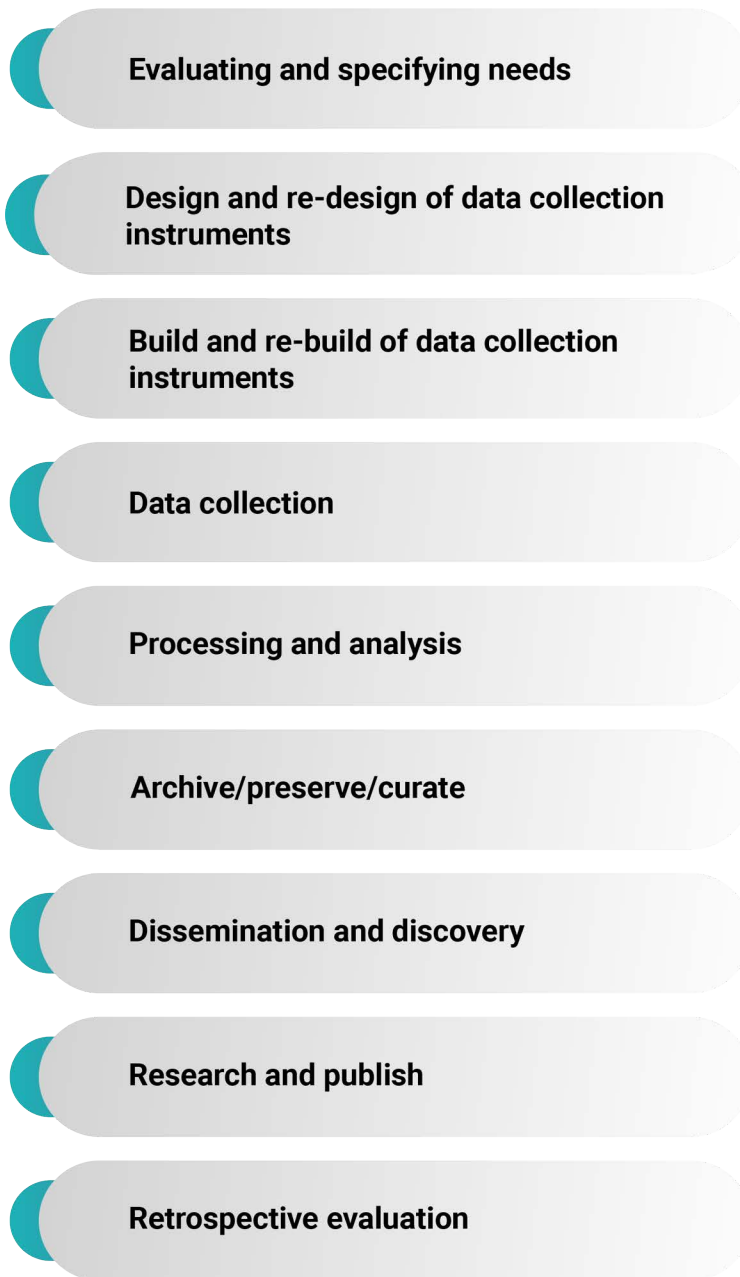 Evaluating and specifying needs
Design and re-design of data collection
instruments
Build and re-build of data collection
instruments
Data collection
Processing and analysis
Archive/preserve/curate
Dissemination and discovery
Research and publish
Retrospective evaluation